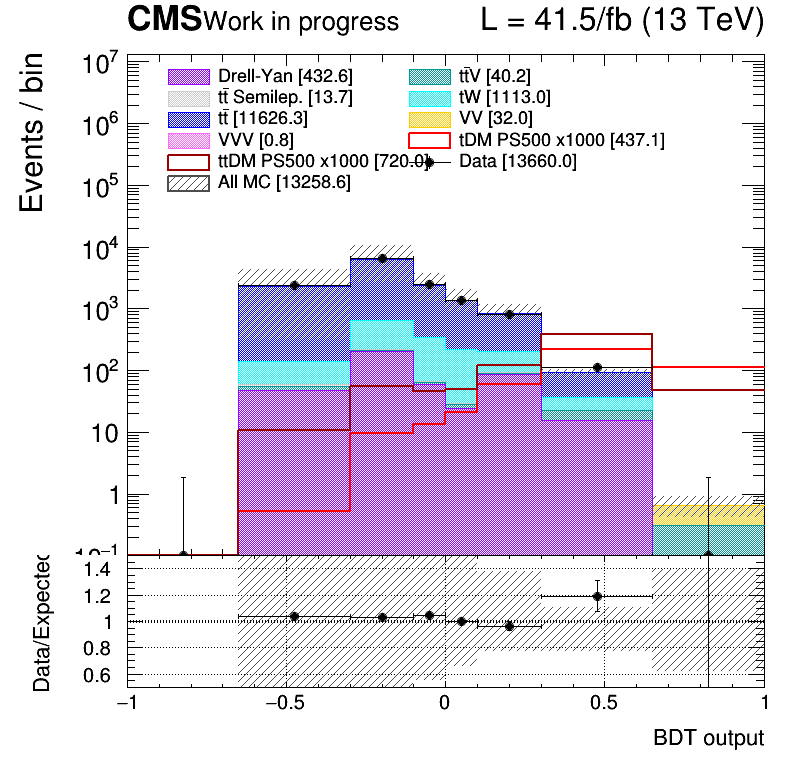 CMS Work in progress L = 41.5/fb (13 TeV)
Events / bin
10⁷
10⁶
10⁵
10⁴
10³
10²
10
1
10⁻¹
Drell-Yan [432.6] tt̄V [40.2]
tt̄ Semilep. [13.7] tW [1113.0]
tt̄ [11626.3] VV [32.0]
VVV [0.8] tDM PS500 x1000 [437.1]
ttDM PS500 x1000 [720.0] Data [13660.0]
All MC [13258.6]
Data/Expected
1.4
1.2
1
0.8
0.6
−1 −0.5 0 0.5 1
BDT output